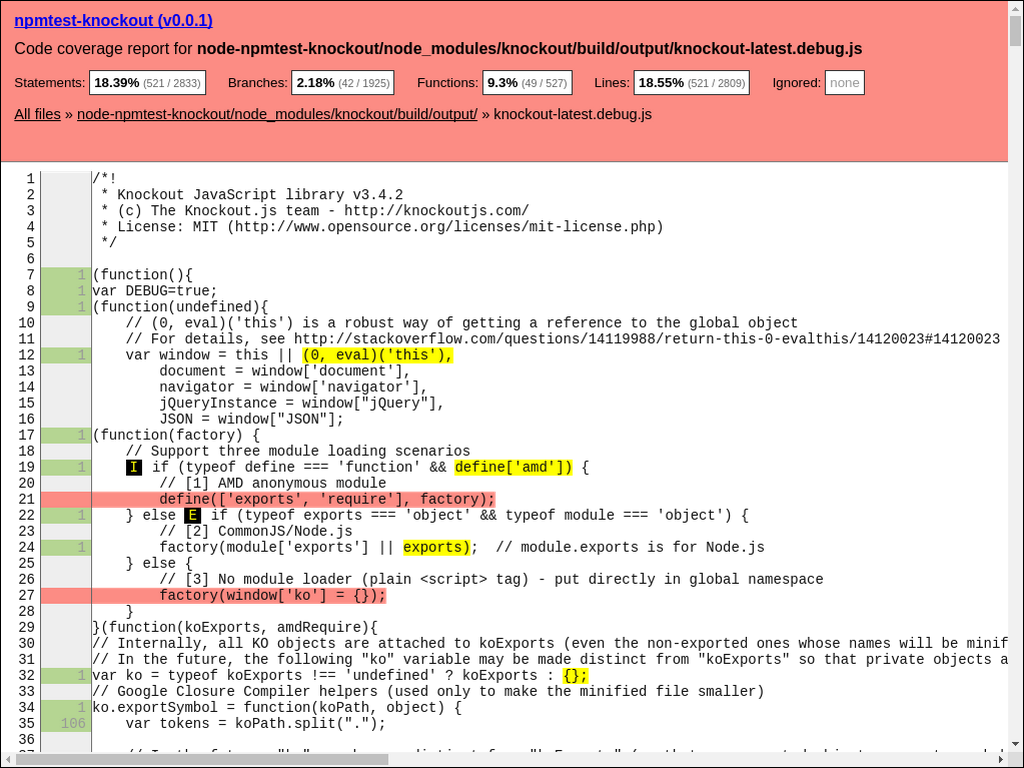 npmtest-knockout (v0.0.1)
Code coverage report for node-npmtest-knockout/node_modules/knockout/build/output/knockout-latest.debug.js
Statements: 18.39% (521 / 2833) Branches: 2.18% (42 / 1925) Functions: 9.3% (49 / 527) Lines: 18.55% (521 / 2809) Ignored: none
All files » node-npmtest-knockout/node_modules/knockout/build/output/ » knockout-latest.debug.js
1 /*!
2  * Knockout JavaScript library v3.4.2
3  * (c) The Knockout.js team - http://knockoutjs.com/
4  * License: MIT (http://www.opensource.org/licenses/mit-license.php)
5  */
6
7 1 (function(){
8 1 var DEBUG=true;
9 1 (function(undefined){
10     // (0, eval)('this') is a robust way of getting a reference to the global object
11     // For details, see http://stackoverflow.com/questions/14119988/return-this-0-evalthis/14120023#14120023
12 1     var window = this || (0, eval)('this'),
13         document = window['document'],
14         navigator = window['navigator'],
15         jQueryInstance = window["jQuery"],
16         JSON = window["JSON"];
17 1 (function(factory) {
18     // Support three module loading scenarios
19 1     I if (typeof define === 'function' && define['amd']) {
20         // [1] AMD anonymous module
21         define(['exports', 'require'], factory);
22 1     } else E if (typeof exports === 'object' && typeof module === 'object') {
23         // [2] CommonJS/Node.js
24 1         factory(module['exports'] || exports);  // module.exports is for Node.js
25     } else {
26         // [3] No module loader (plain <script> tag) - put directly in global namespace
27         factory(window['ko'] = {});
28     }
29 }(function(koExports, amdRequire){
30 // Internally, all KO objects are attached to koExports (even the non-exported ones whose names will be minif
31 // In the future, the following "ko" variable may be made distinct from "koExports" so that private objects a
32 1 var ko = typeof koExports !== 'undefined' ? koExports : {};
33 // Google Closure Compiler helpers (used only to make the minified file smaller)
34 1 ko.exportSymbol = function(koPath, object) {
35 106     var tokens = koPath.split(".");
36